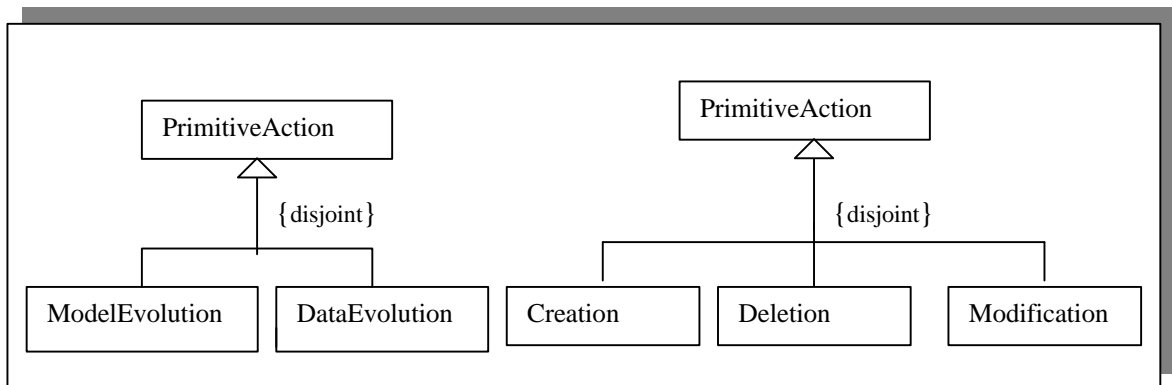 PrimitiveAction
{disjoint}
ModelEvolution
DataEvolution
PrimitiveAction
{disjoint}
Creation
Deletion
Modification